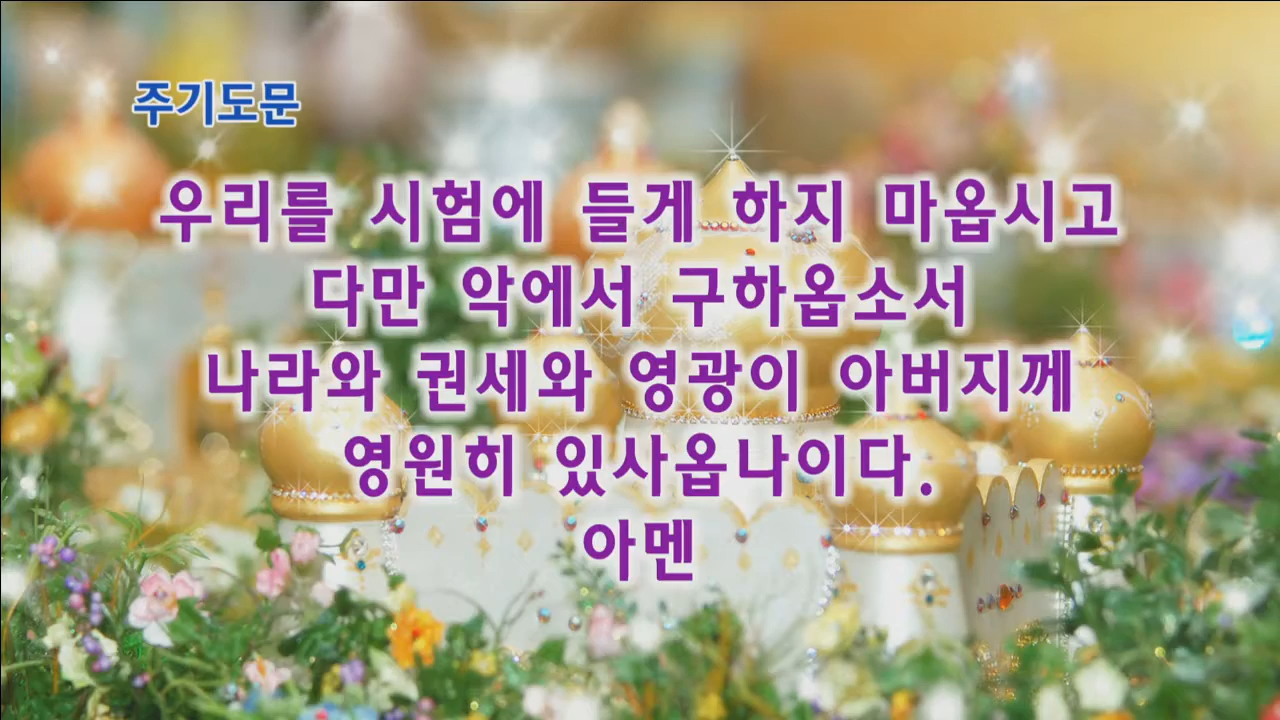 주기도문
우리를 시험에 들게 하지 마옵시고
다만 악에서 구하옵소서
나라와 권세와 영광이 아버지께
영원히 있사옵나이다.
아멘